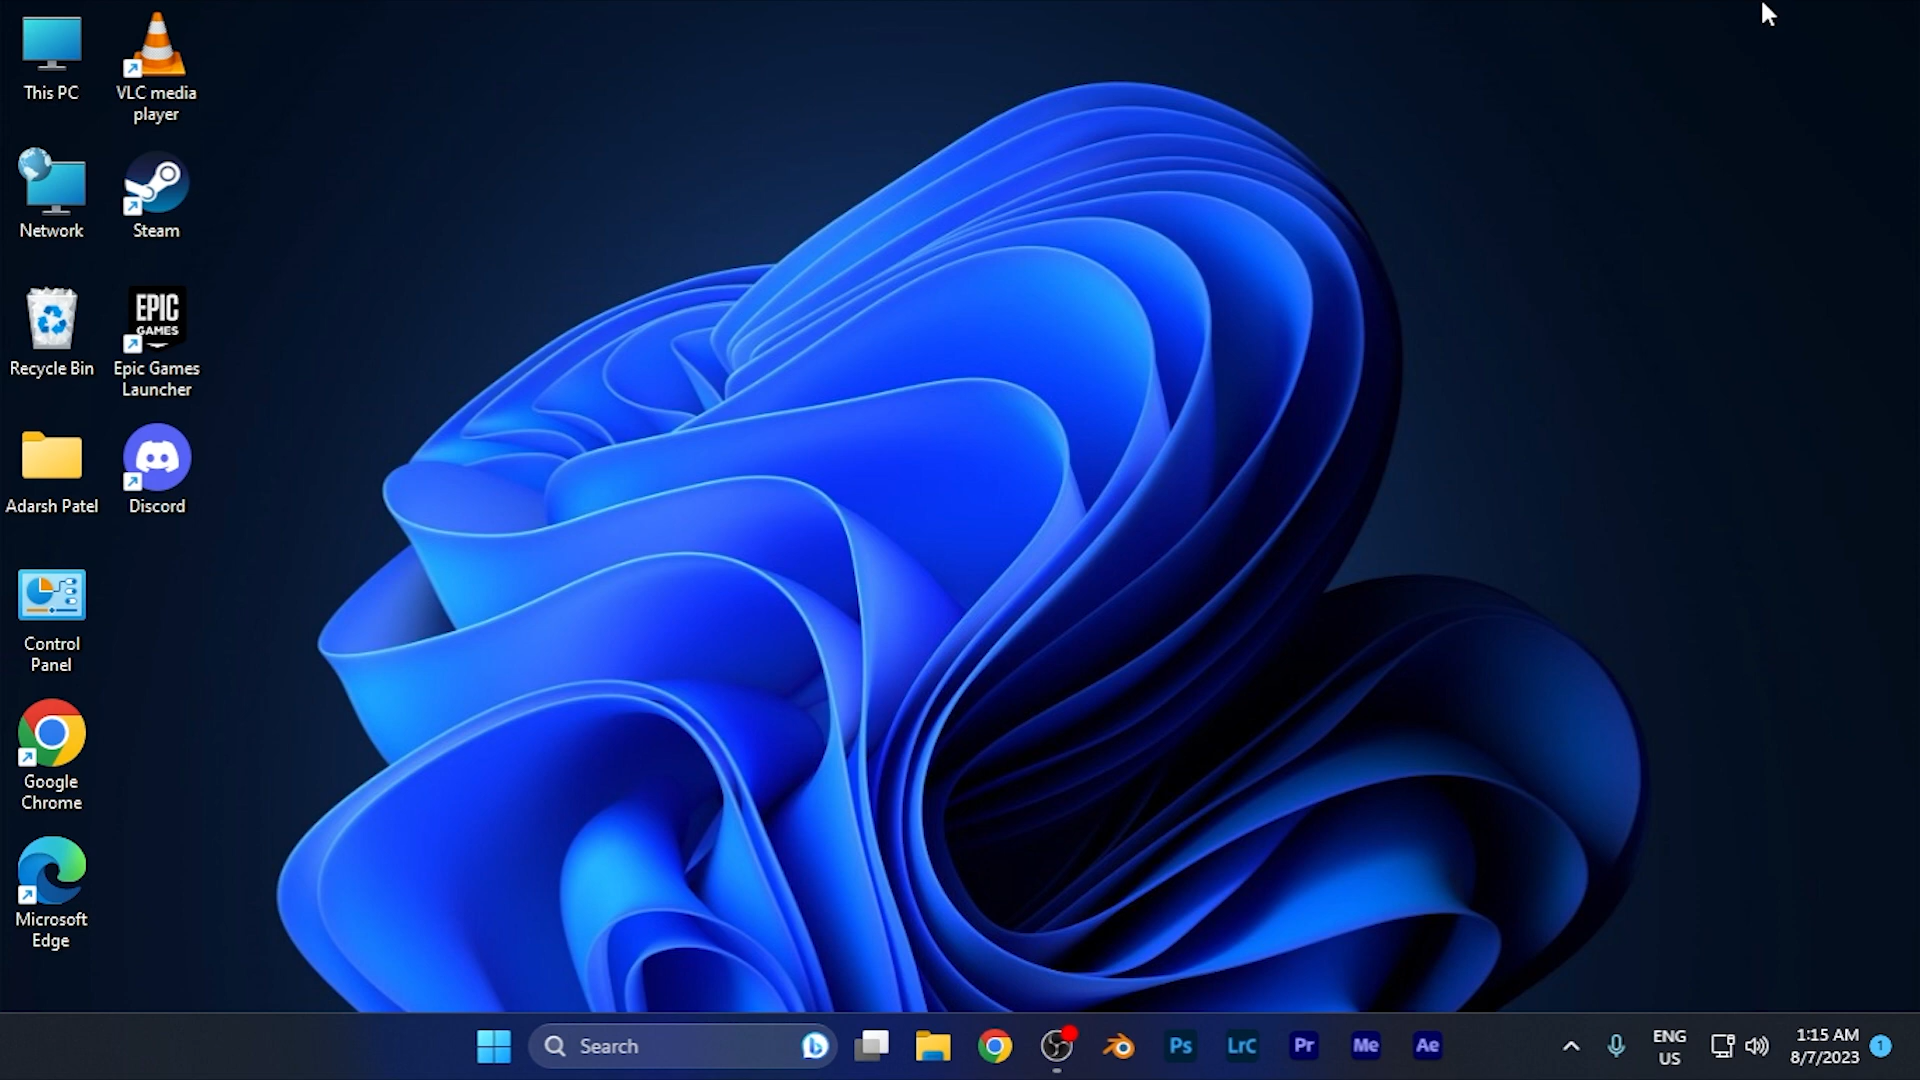 This PC
VLC media
player
Network
Steam
Recycle Bin
EPIC
GAMES
Epic Games
Launcher
Adarsh Patel
Discord
Control
Panel
Google
Chrome
Microsoft
Edge
Search
Ps
LrC
Pr
Me
Ae
ENG
US
1:15 AM
8/7/2023
1